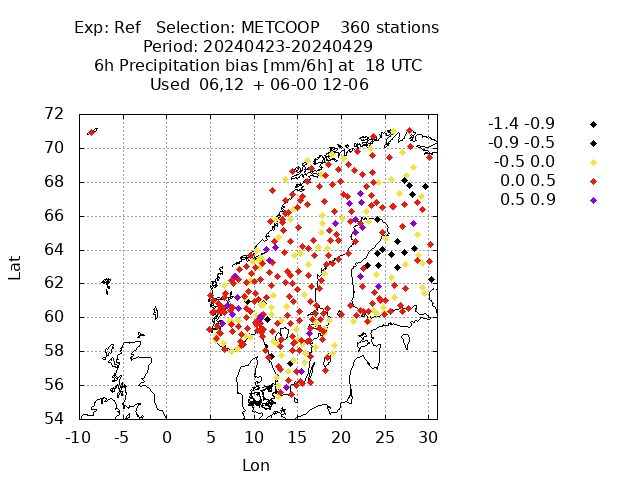 Exp: Ref   Selection: METCOOP    360 stations
Period: 20240423-20240429
6h Precipitation bias [mm/6h] at  18 UTC
Used  06,12  + 06-00 12-06
72
70
68
66
64
62
60
58
56
54
Lat
-10 -5 0 5 10 15 20 25 30
Lon
-1.4 -0.9
-0.9 -0.5
-0.5 0.0
0.0 0.5
0.5 0.9